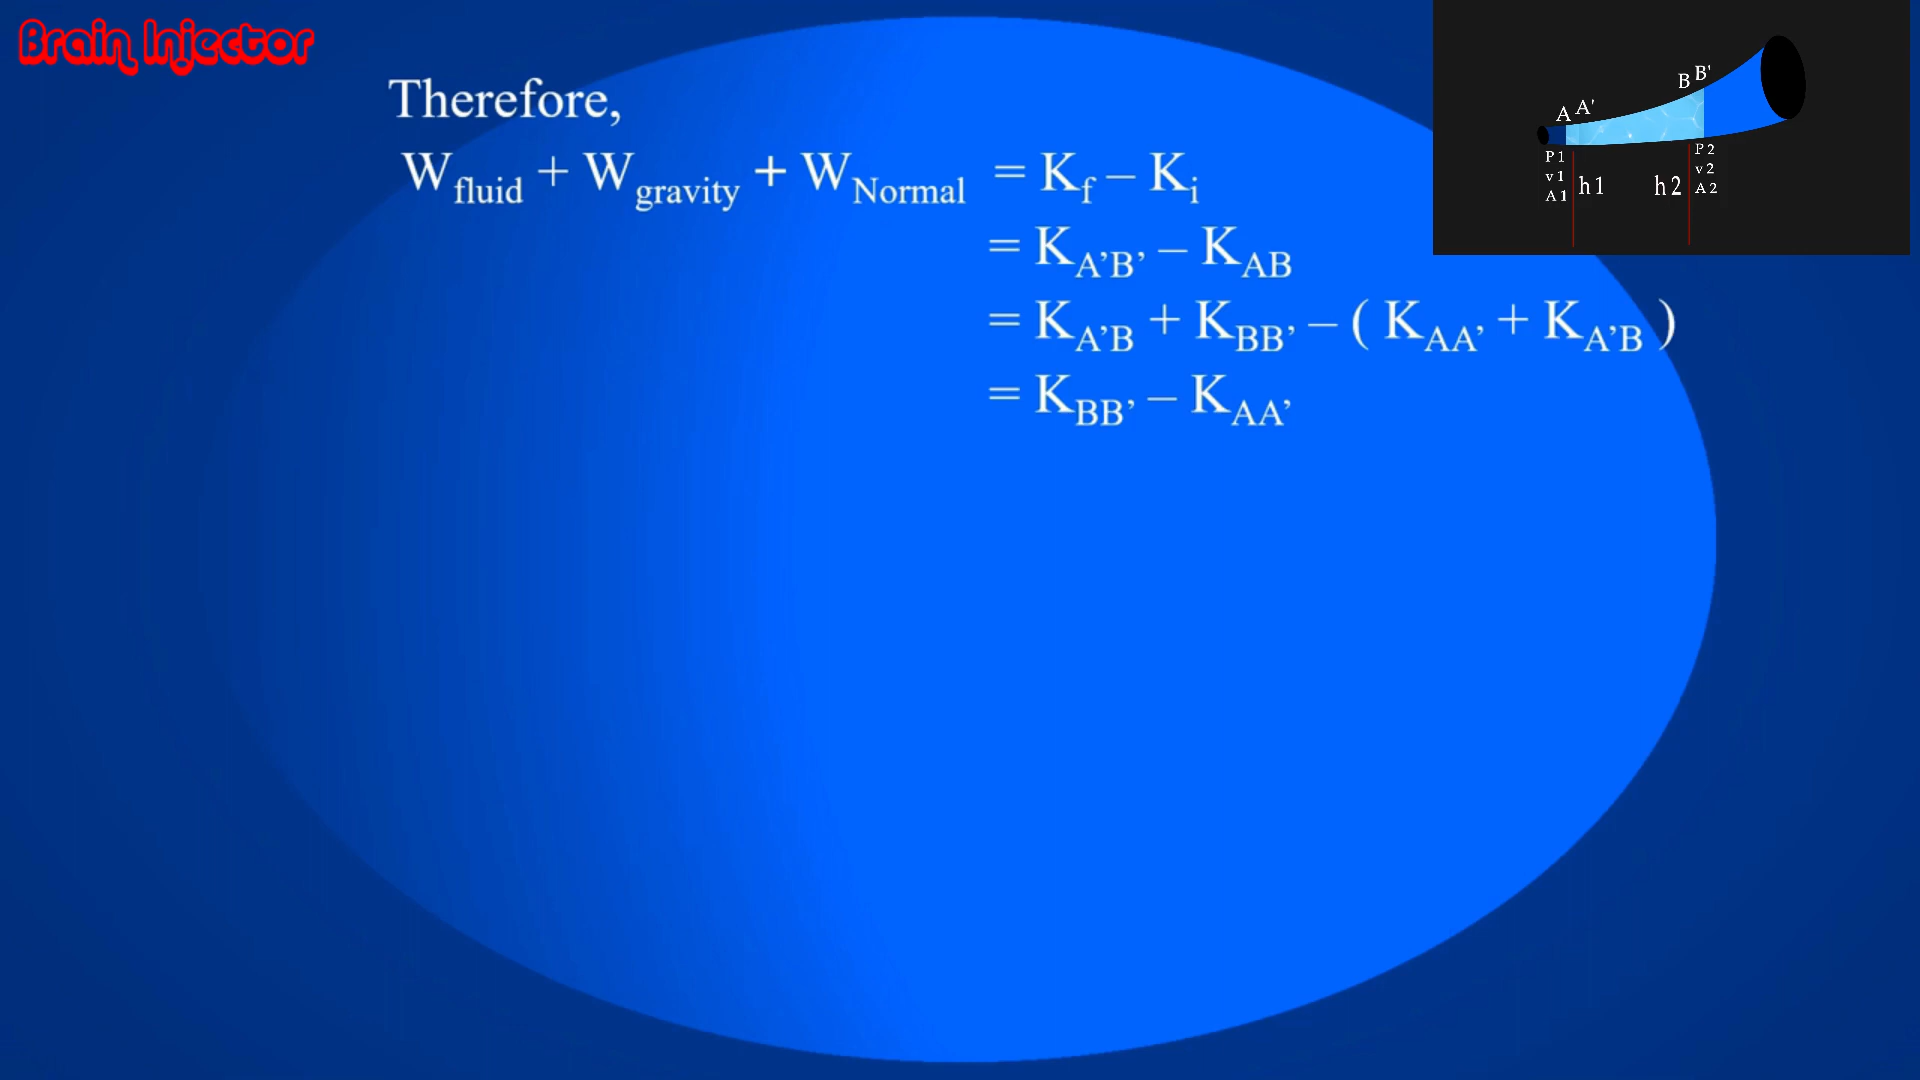 Brain Injector
Therefore,
W_fluid + W_gravity + W_Normal = K_f – K_i
= K_A’B’ – K_AB
= K_A’B + K_BB’ – ( K_AA’ + K_A’B )
= K_BB’ – K_AA’
A A' B B'
P 1
v 1
A 1
h 1
h 2
P 2
v 2
A 2